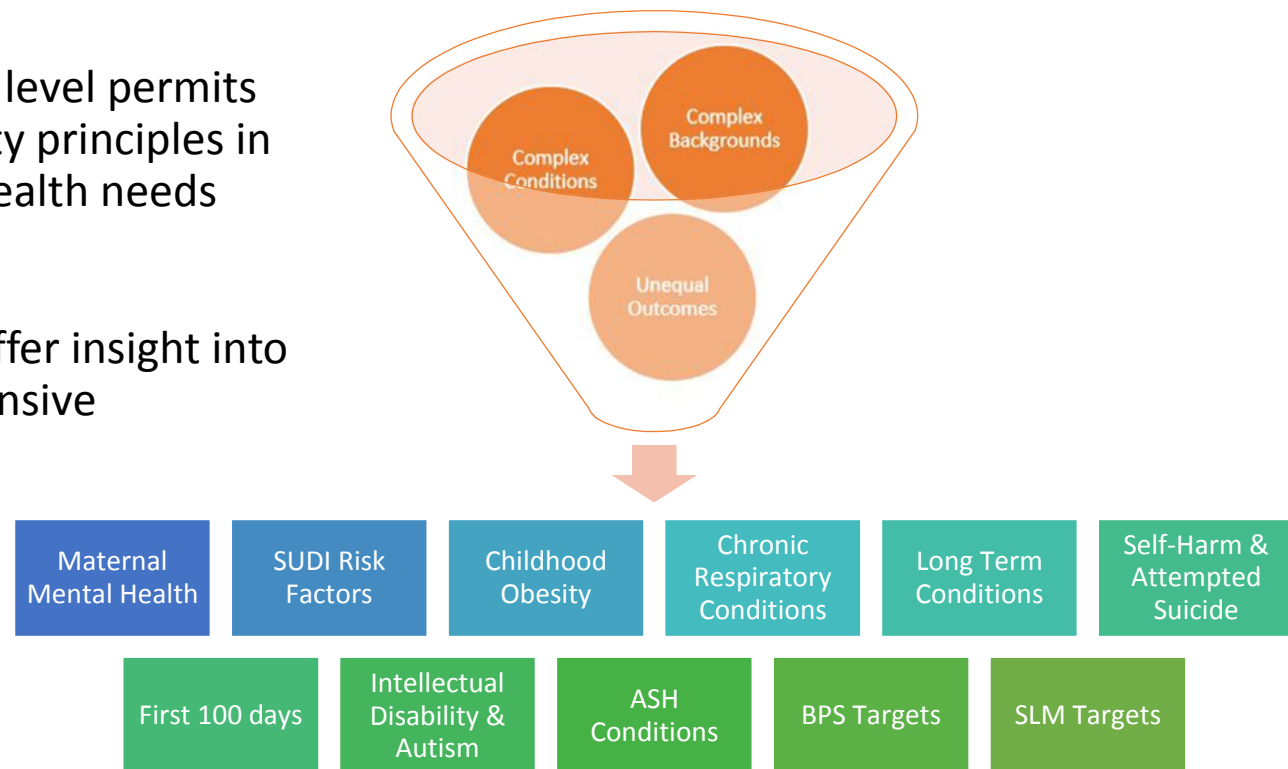 level permits
ty principles in
ealth needs
ffer insight into
nsive
Complex
Backgrounds
Complex
Conditions
Unequal
Outcomes
Maternal
Mental Health
SUDI Risk
Factors
Childhood
Obesity
Chronic
Respiratory
Conditions
Long Term
Conditions
Self-Harm &
Attempted
Suicide
First 100 days
Intellectual
Disability &
Autism
ASH
Conditions
BPS Targets
SLM Targets